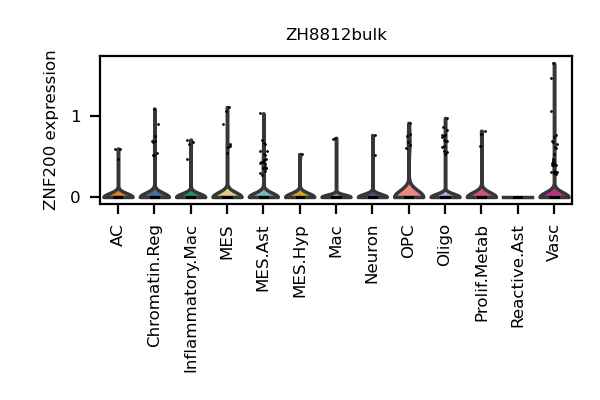 ZH8812bulk
ZNF200 expression
1
0
AC
Chromatin.Reg
Inflammatory.Mac
MES
MES.Ast
MES.Hyp
Mac
Neuron
OPC
Oligo
Prolif.Metab
Reactive.Ast
Vasc